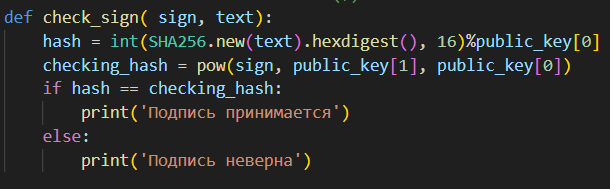 def check_sign( sign, text):
    hash = int(SHA256.new(text).hexdigest(), 16)%public_key[0]
    checking_hash = pow(sign, public_key[1], public_key[0])
    if hash == checking_hash:
        print('Подпись принимается')
    else:
        print('Подпись неверна')